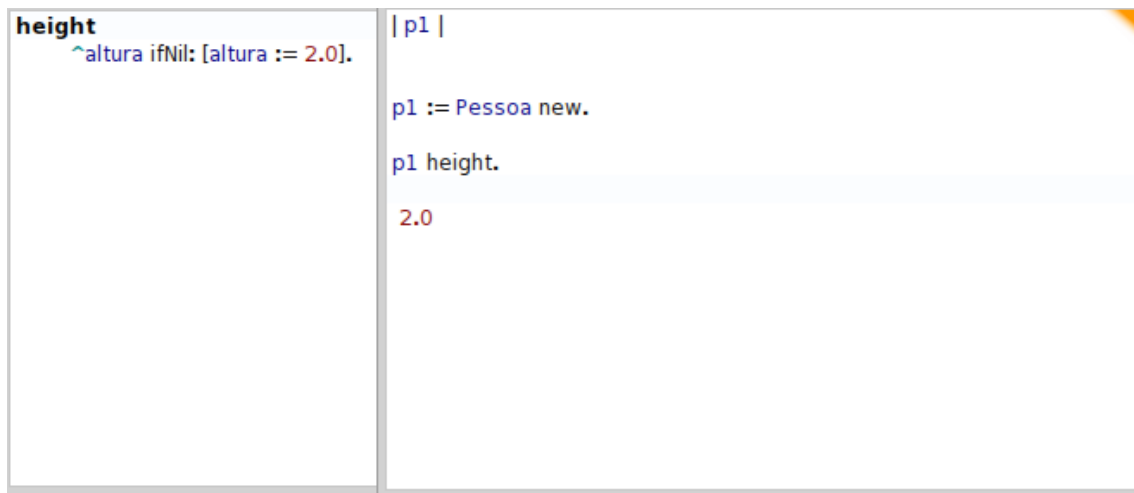 height
^altura ifNil: [altura := 2.0].
| p1 |
p1 := Pessoa new.
p1 height.
2.0